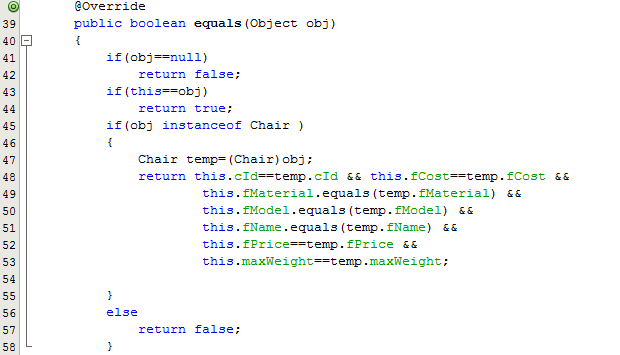 @Override
39 public boolean equals(Object obj)
40 {
41 if(obj==null)
42 return false;
43 if(this==obj)
44 return true;
45 if(obj instanceof Chair )
46 {
47 Chair temp=(Chair)obj;
48 return this.cId==temp.cId && this.fCost==temp.fCost &&
49 this.fMaterial.equals(temp.fMaterial) &&
50 this.fModel.equals(temp.fModel) &&
51 this.fName.equals(temp.fName) &&
52 this.fPrice==temp.fPrice &&
53 this.maxWeight==temp.maxWeight;
54
55 }
56 else
57 return false;
58 }